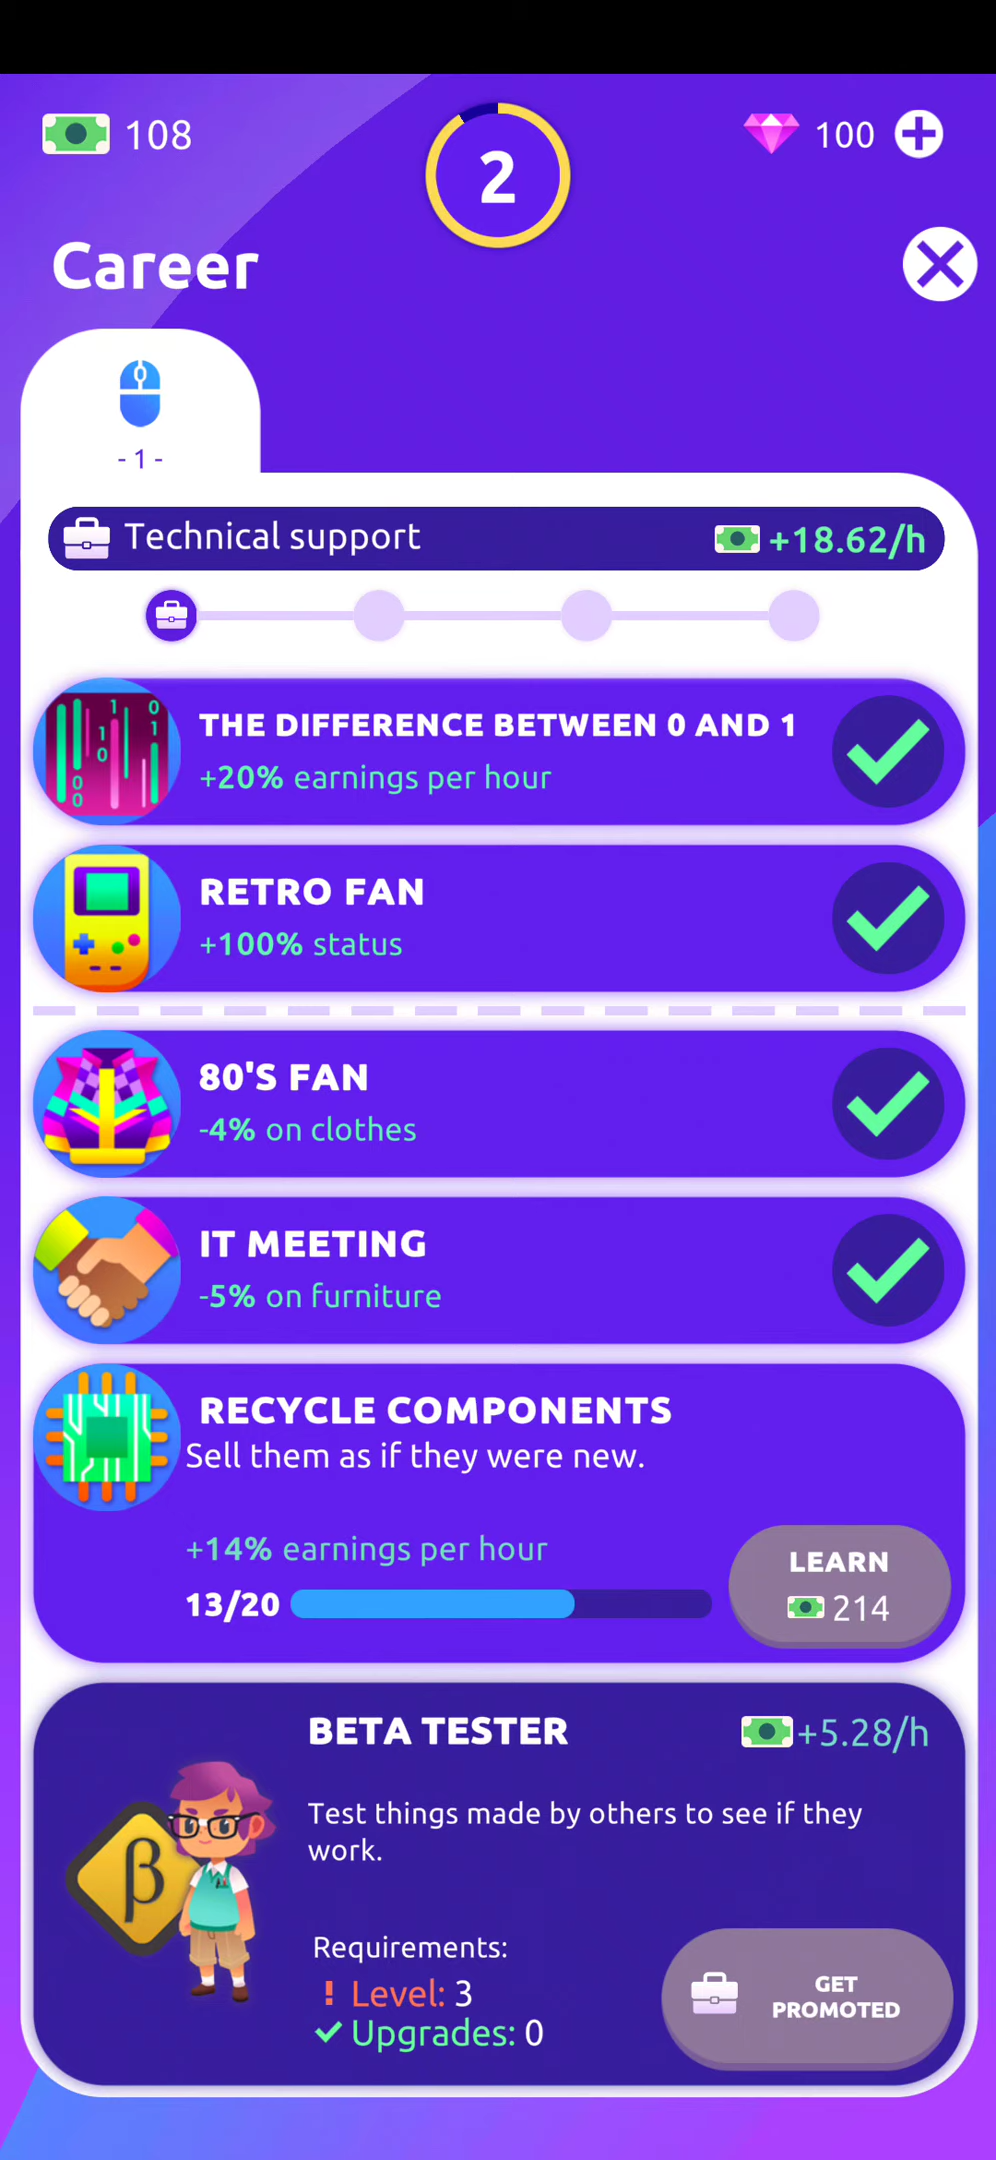 108
2
100
Career
- 1 -
Technical support
+18.62/h
THE DIFFERENCE BETWEEN 0 AND 1
+20% earnings per hour
RETRO FAN
+100% status
80'S FAN
-4% on clothes
IT MEETING
-5% on furniture
RECYCLE COMPONENTS
Sell them as if they were new.
+14% earnings per hour
13/20
LEARN
214
BETA TESTER
+5.28/h
Test things made by others to see if they
work.
β
Requirements:
! Level: 3
Upgrades: 0
GET
PROMOTED